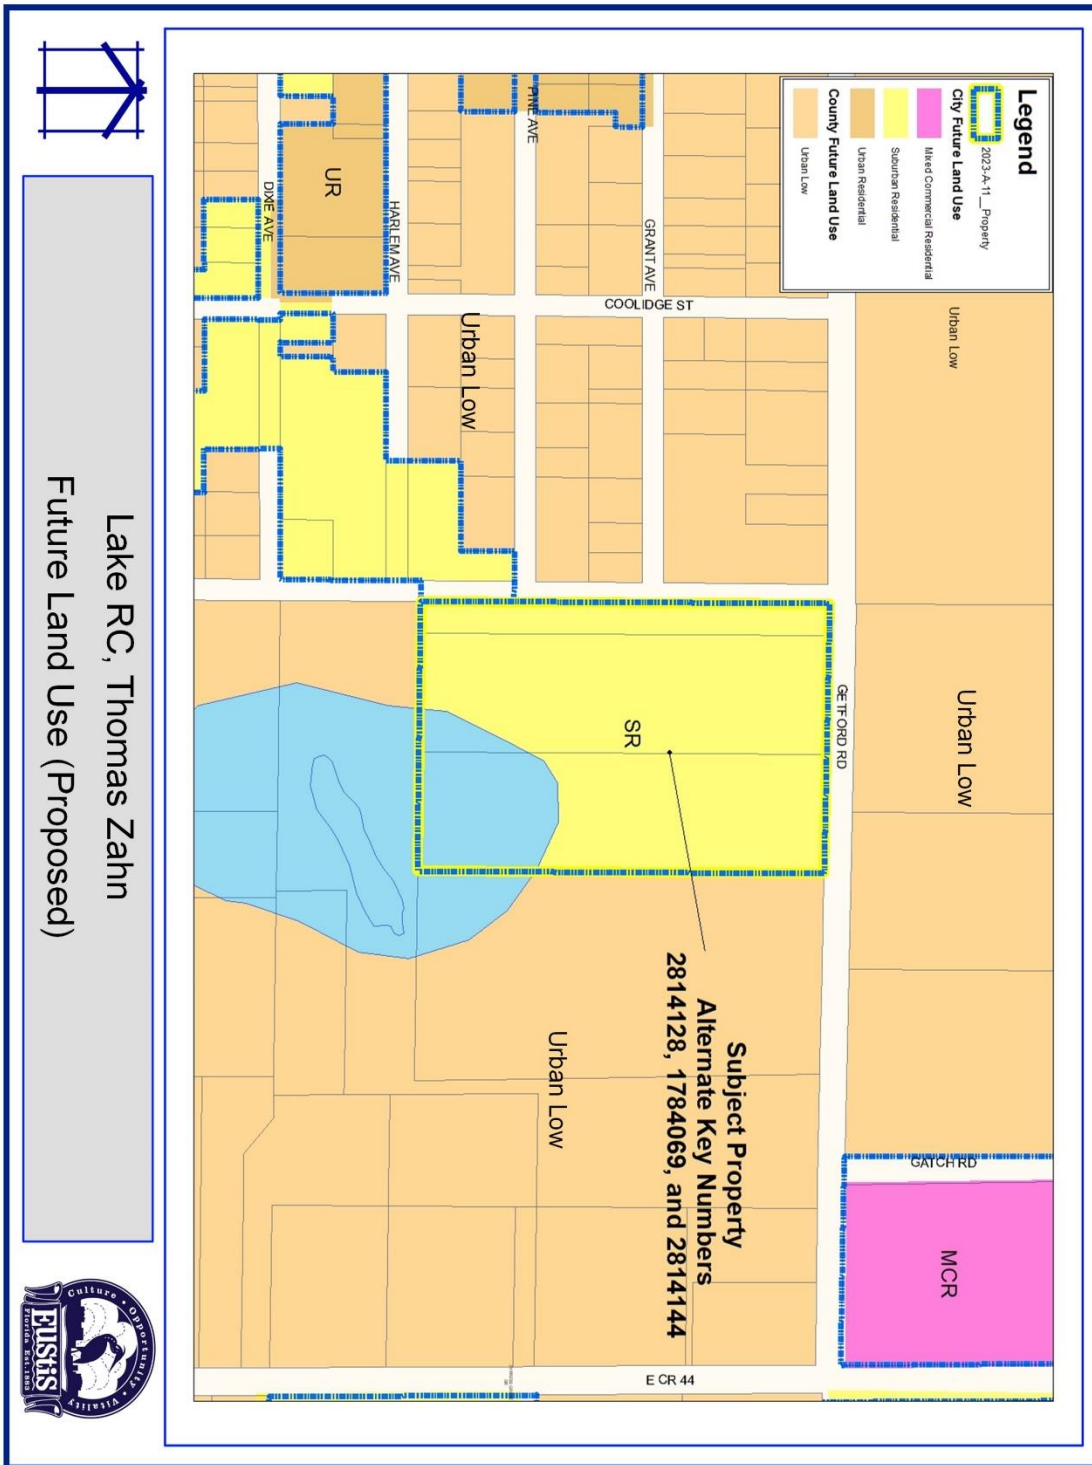 Legend
2023-A-11__Property
City Future Land Use
Mixed Commercial Residential
Suburban Residential
Urban Residential
County Future Land Use
Urban Low
Urban Low
Urban Low
GETFORD RD
GATCH RD
MCR
E CR 44
GRANT AVE
COOLIDGE ST
PINE AVE
Urban Low
HARLEM AVE
UR
DIXIE AVE
SR
Subject Property
Alternate Key Numbers
2814128, 1784069, and 2814144
Urban Low
Lake RC, Thomas Zahn
Future Land Use (Proposed)
Culture • Opportunity • Vitality
EUSTIS
Florida Est. 1883